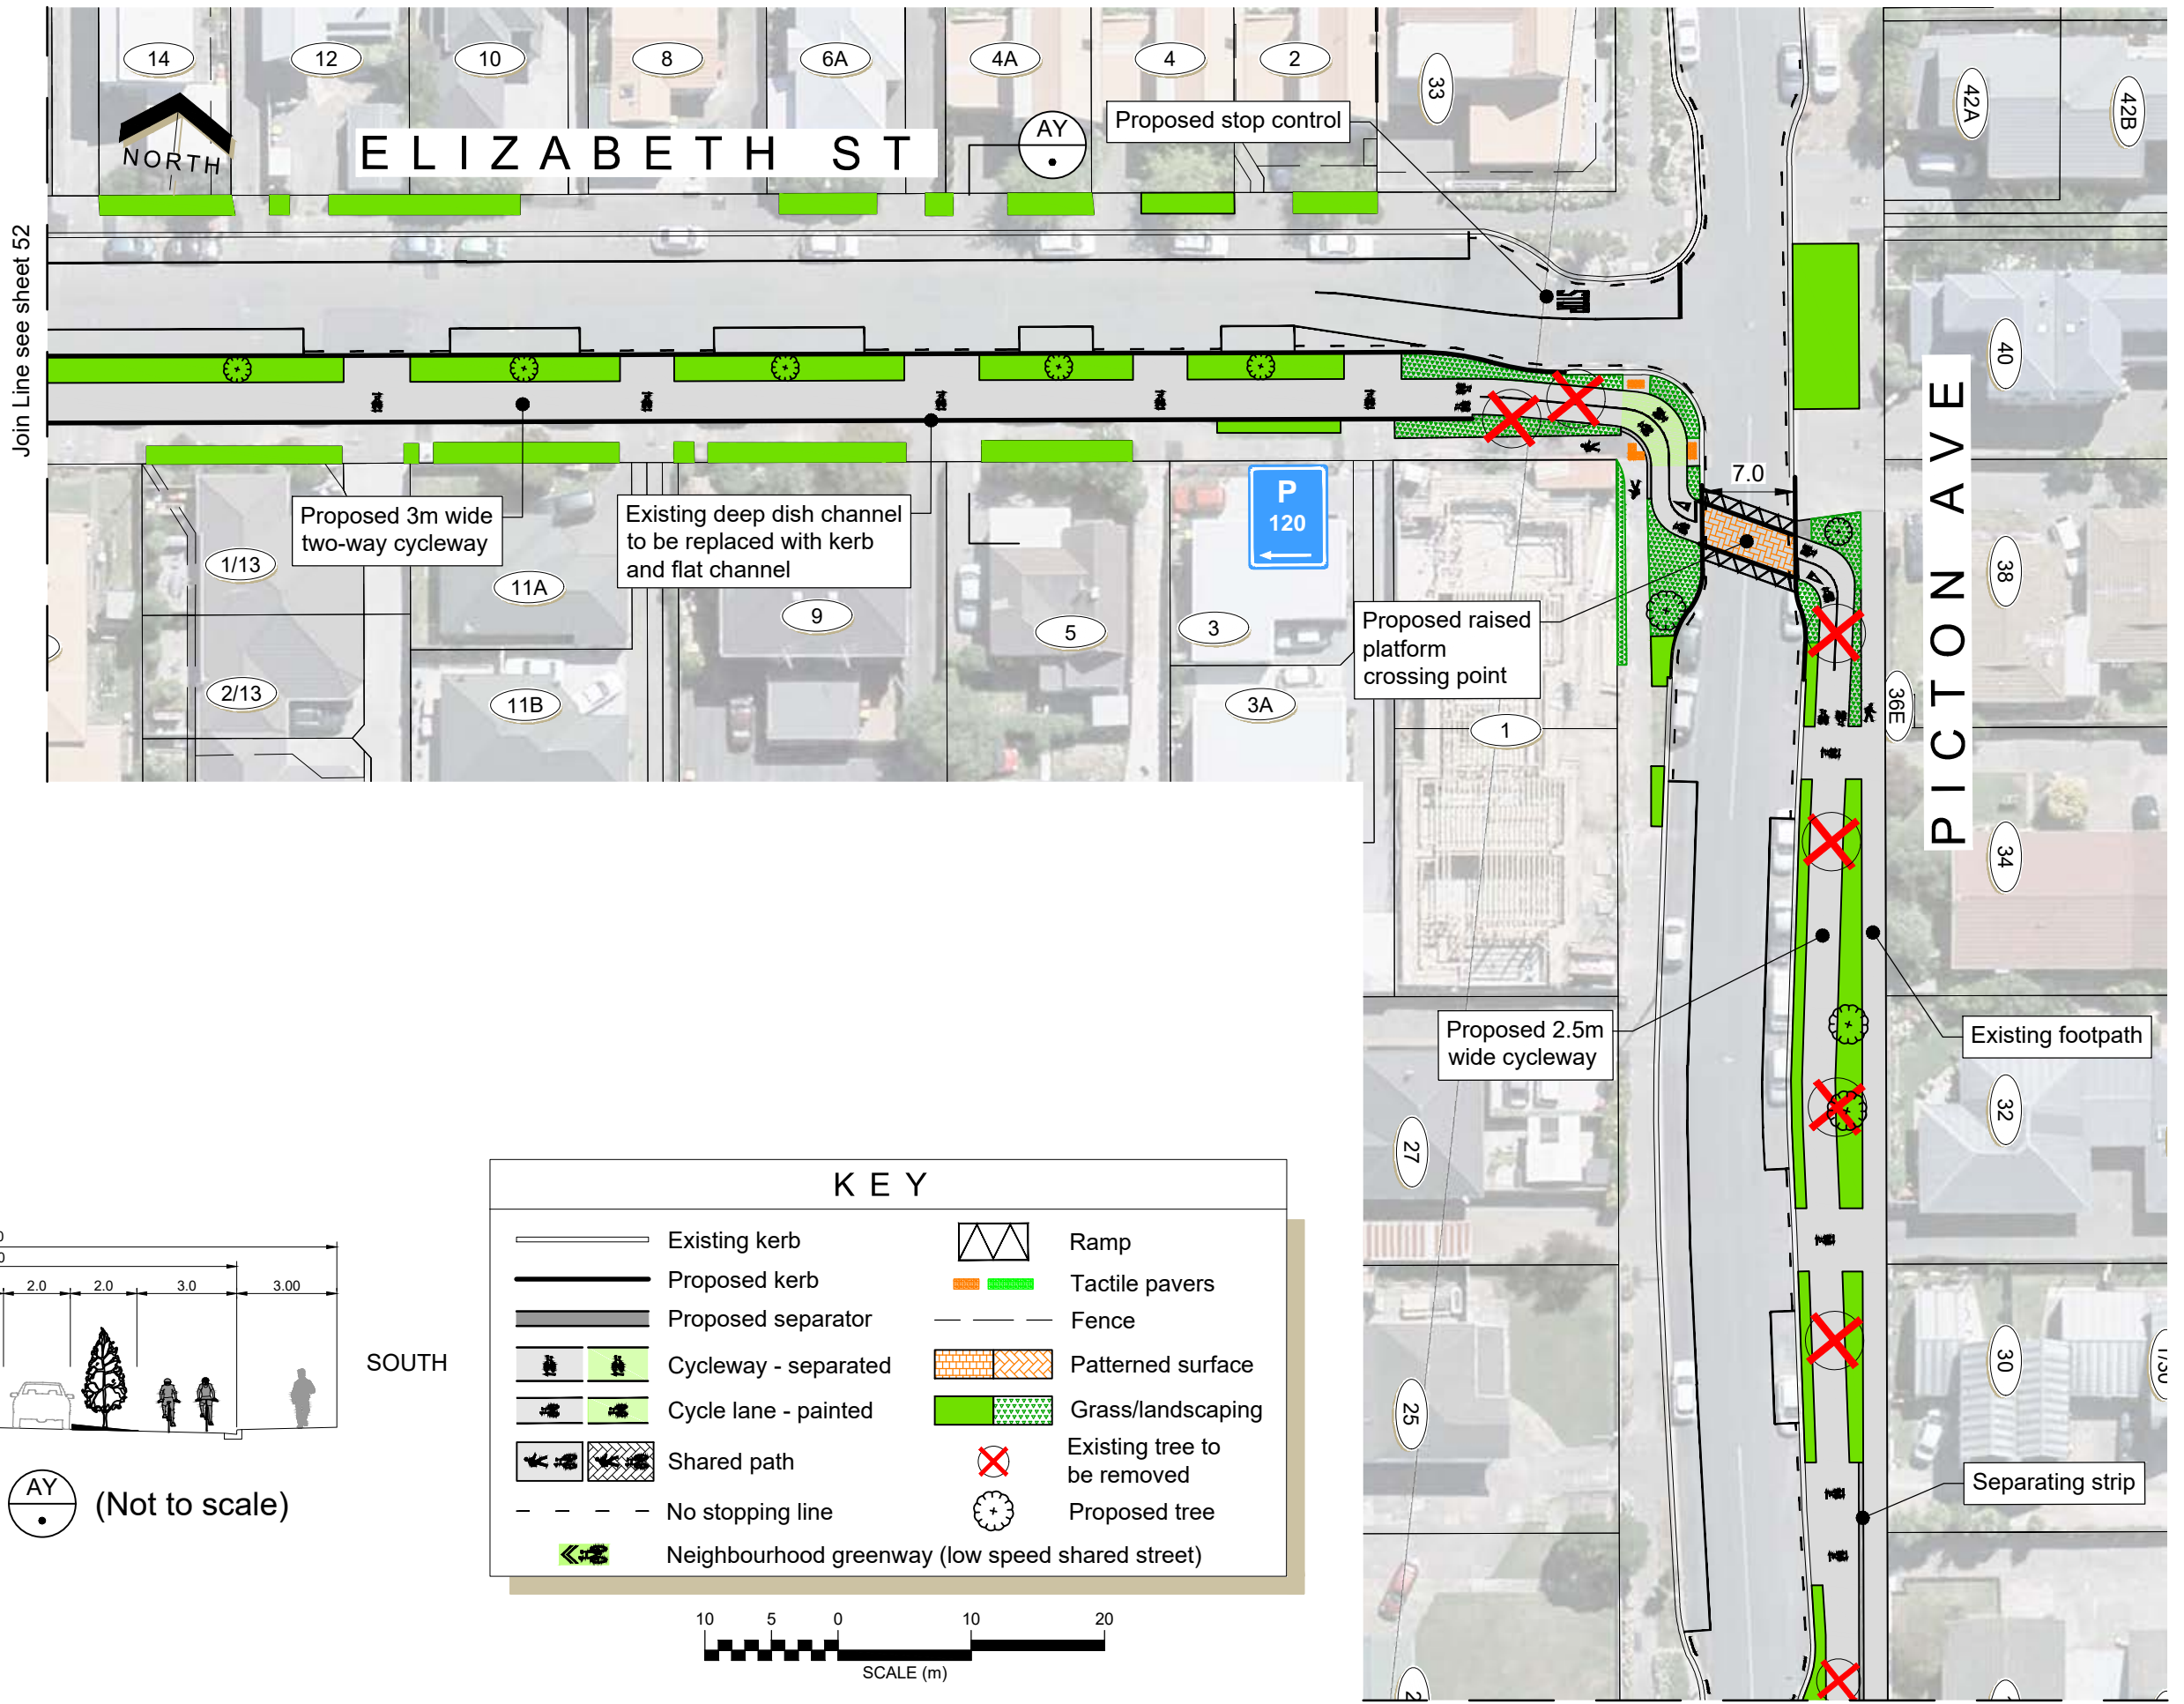 14
12
10
8
6A
4A
4
2
33
42A
42B
NORTH
ELIZABETH ST
AY
Proposed stop control
Join Line see sheet 52
40
PICTON AVE
7.0
P
120
Proposed 3m wide
two-way cycleway
Existing deep dish channel
to be replaced with kerb
and flat channel
1/13
11A
9
5
3
38
Proposed raised
platform
crossing point
2/13
11B
3A
1
36E
34
Proposed 2.5m
wide cycleway
Existing footpath
32
27
30
1/30
25
Separating strip
2.0
2.0
3.0
3.00
SOUTH
AY
(Not to scale)
KEY
Existing kerb
Proposed kerb
Proposed separator
Cycleway - separated
Cycle lane - painted
Shared path
No stopping line
Neighbourhood greenway (low speed shared street)
Ramp
Tactile pavers
Fence
Patterned surface
Grass/landscaping
Existing tree to
be removed
Proposed tree
10 5 0 10 20
SCALE (m)